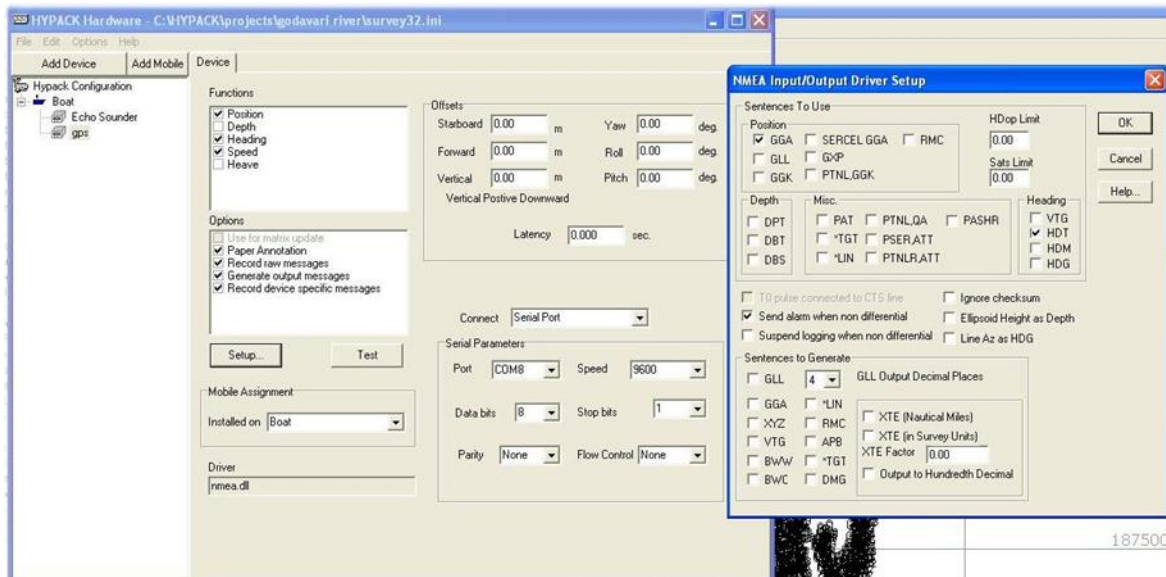 HYPACK Hardware - C:\HYPACK\projects\godavari river\survey32.ini
File Edit Options Help
Add Device Add Mobile Device
Hypack Configuration
Boat
Echo Sounder
gps
Functions
Position
Depth
Heading
Speed
Heave
Options
Use for matrix update
Paper Annotation
Record raw messages
Generate output messages
Record device specific messages
Setup... Test
Mobile Assignment
Installed on Boat
Driver
nmea.dll
Offsets
Starboard 0.00 m Yaw 0.00 deg.
Forward 0.00 m Roll 0.00 deg.
Vertical 0.00 m Pitch 0.00 deg.
Vertical Postive Downward
Latency 0.000 sec.
Connect Serial Port
Serial Parameters
Port COM8 Speed 9600
Data bits 8 Stop bits 1
Parity None Flow Control None
NMEA Input/Output Driver Setup
Sentences To Use
Position
GGA SERCEL GGA RMC
GLL GXP
GGK PTNL,GGK
HDop Limit
0.00
Sats Limit
0.00
OK
Cancel
Help...
Depth
DPT
DBT
DBS
Misc.
PAT PTNL,QA PASHR
*TGT PSER,ATT
*LIN PTNLR,ATT
Heading
VTG
HDT
HDM
HDG
T0 pulse connected to CTS line
Send alarm when non differential
Suspend logging when non differential
Ignore checksum
Ellipsoid Height as Depth
Line Az as HDG
Sentences to Generate
GLL 4 GLL Output Decimal Places
GGA *LIN
XYZ RMC
VTG APB
BWW *TGT
BWC DMG
XTE (Nautical Miles)
XTE (in Survey Units)
XTE Factor 0.00
Output to Hundredth Decimal
187500